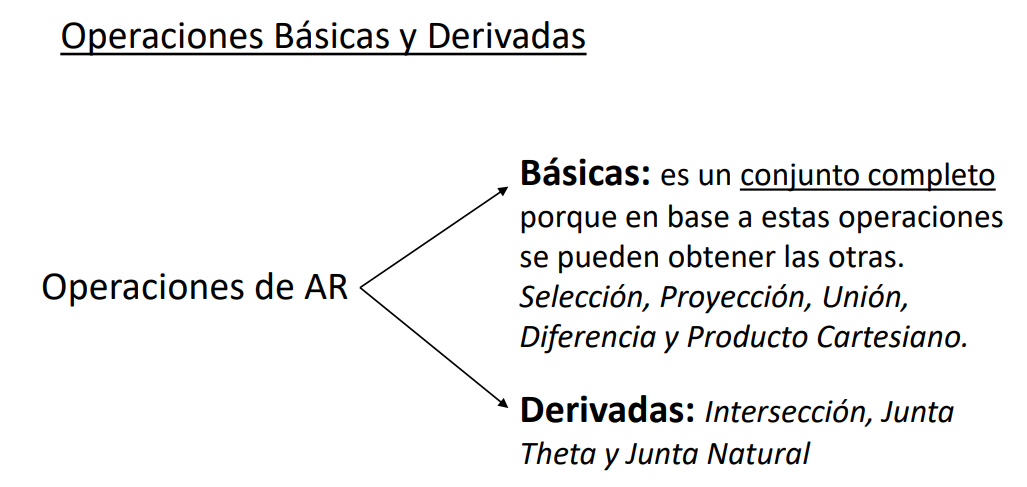 Operaciones Básicas y Derivadas
Básicas: es un conjunto completo
porque en base a estas operaciones
se pueden obtener las otras.
Selección, Proyección, Unión,
Diferencia y Producto Cartesiano.
Operaciones de AR
Derivadas: Intersección, Junta
Theta y Junta Natural